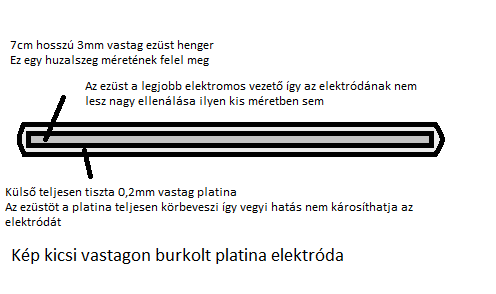 7cm hosszú 3mm vastag ezüst henger
Ez egy huzalszeg méretének felel meg
Az ezüst a legjobb elektromos vezető így az elektródának nem
lesz nagy ellenálása ilyen kis méretben sem
Külső teljesen tiszta 0,2mm vastag platina
Az ezüstöt a platina teljesen körbeveszi így vegyi hatás nem károsíthatja az
elektródát
Kép kicsi vastagon burkolt platina elektróda